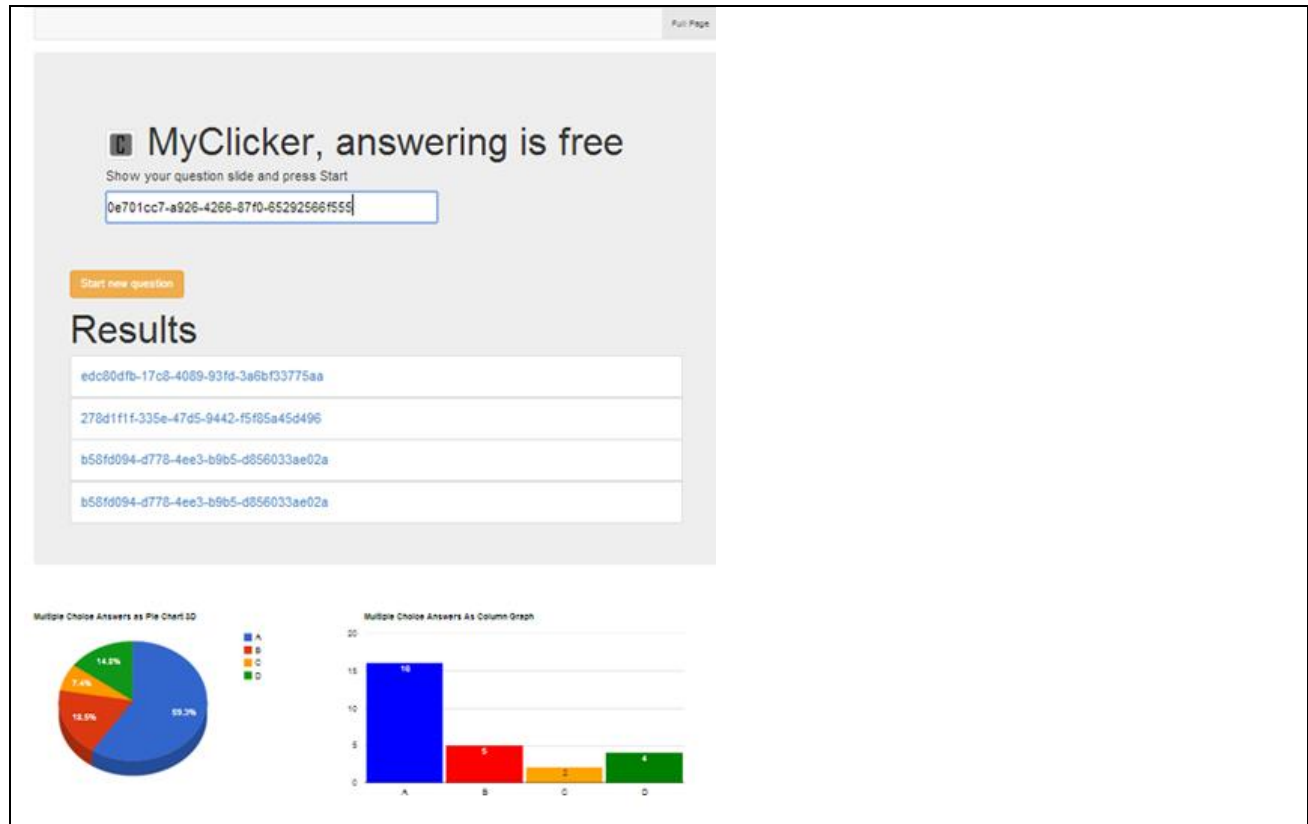 Full Page
C MyClicker, answering is free
Show your question slide and press Start
0e701cc7-a926-4266-87f0-65292566f555
Start new question
Results
edc80dfb-17c8-4089-93fd-3a6bf33775aa
278d1f1f-335e-47d5-9442-f5f85a45d496
b58fd094-d778-4ee3-b9b5-d856033ae02a
b58fd094-d778-4ee3-b9b5-d856033ae02a
Multiple Choice Answers as Pie Chart 3D
A
B
C
D
14.8%
7.4%
18.5%
59.3%
Multiple Choice Answers As Column Graph
20
15
10
5
0
16
5
2
4
A B C D